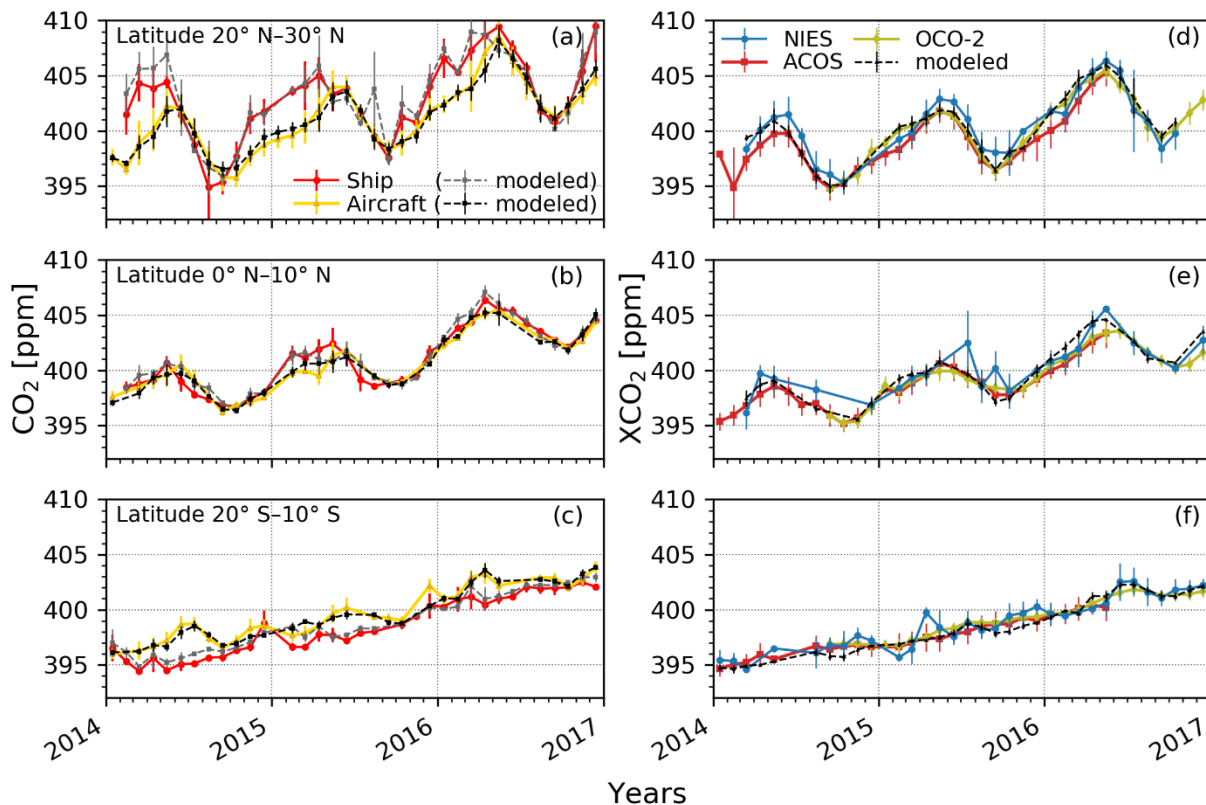 410
405
400
395
Latitude 20° N–30° N
(a)
Ship ( modeled)
Aircraft ( modeled)
410
405
400
395
Latitude 0° N–10° N
(b)
CO₂ [ppm]
410
405
400
395
Latitude 20° S–10° S
(c)
2014
2015
2016
2017
410
405
400
395
(d)
NIES
OCO-2
ACOS
modeled
410
405
400
395
(e)
XCO₂ [ppm]
410
405
400
395
(f)
2014
2015
2016
2017
Years